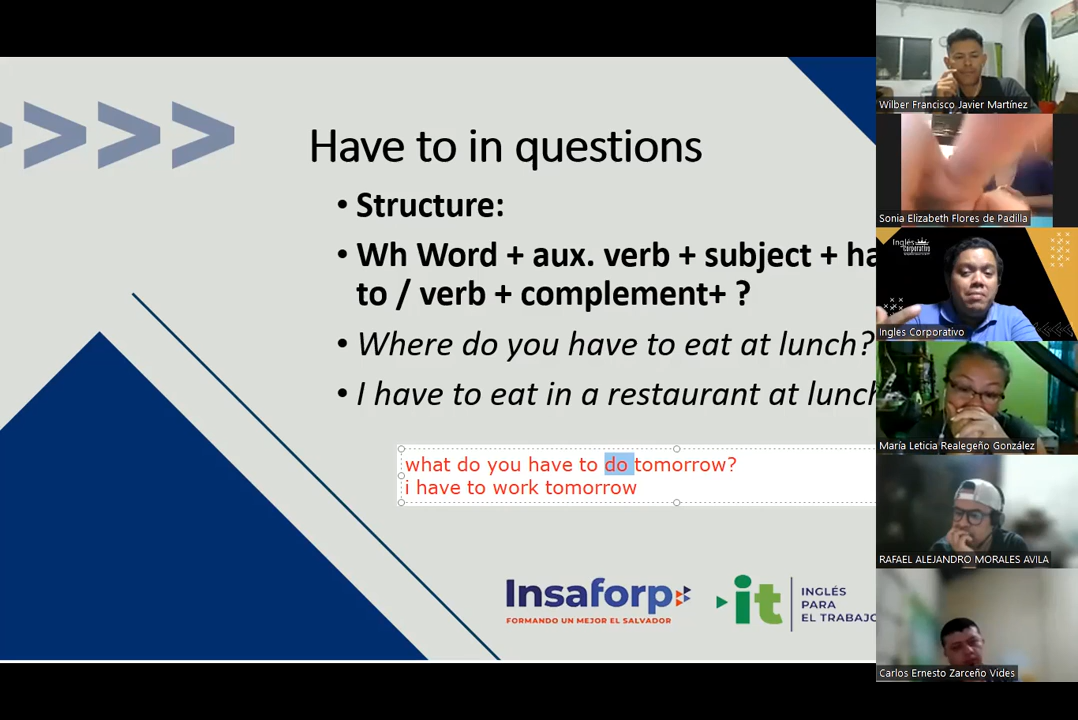 Have to in questions
• Structure:
• Wh Word + aux. verb + subject + ha
to / verb + complement+ ?
• Where do you have to eat at lunch?
• I have to eat in a restaurant at lunch
what do you have to do tomorrow?
i have to work tomorrow
Insaforp
FORMANDO UN MEJOR EL SALVADOR
it
INGLÉS
PARA
EL TRABAJO
Wilber Francisco Javier Martínez
Sonia Elizabeth Flores de Padilla
Inglés
corporativo
Ingles Corporativo
María Leticia Realegeño González
RAFAEL ALEJANDRO MORALES AVILA
Carlos Ernesto Zarceño Vides